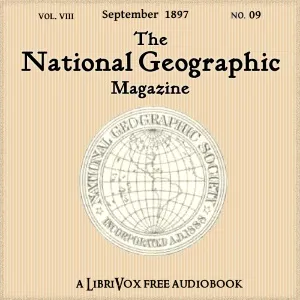 VOL. VIII September 1897 NO. 09
The
National Geographic
Magazine
NATIONAL GEOGRAPHIC SOCIETY
INCORPORATED A.D. 1888
A LIBRIVOX FREE AUDIOBOOK